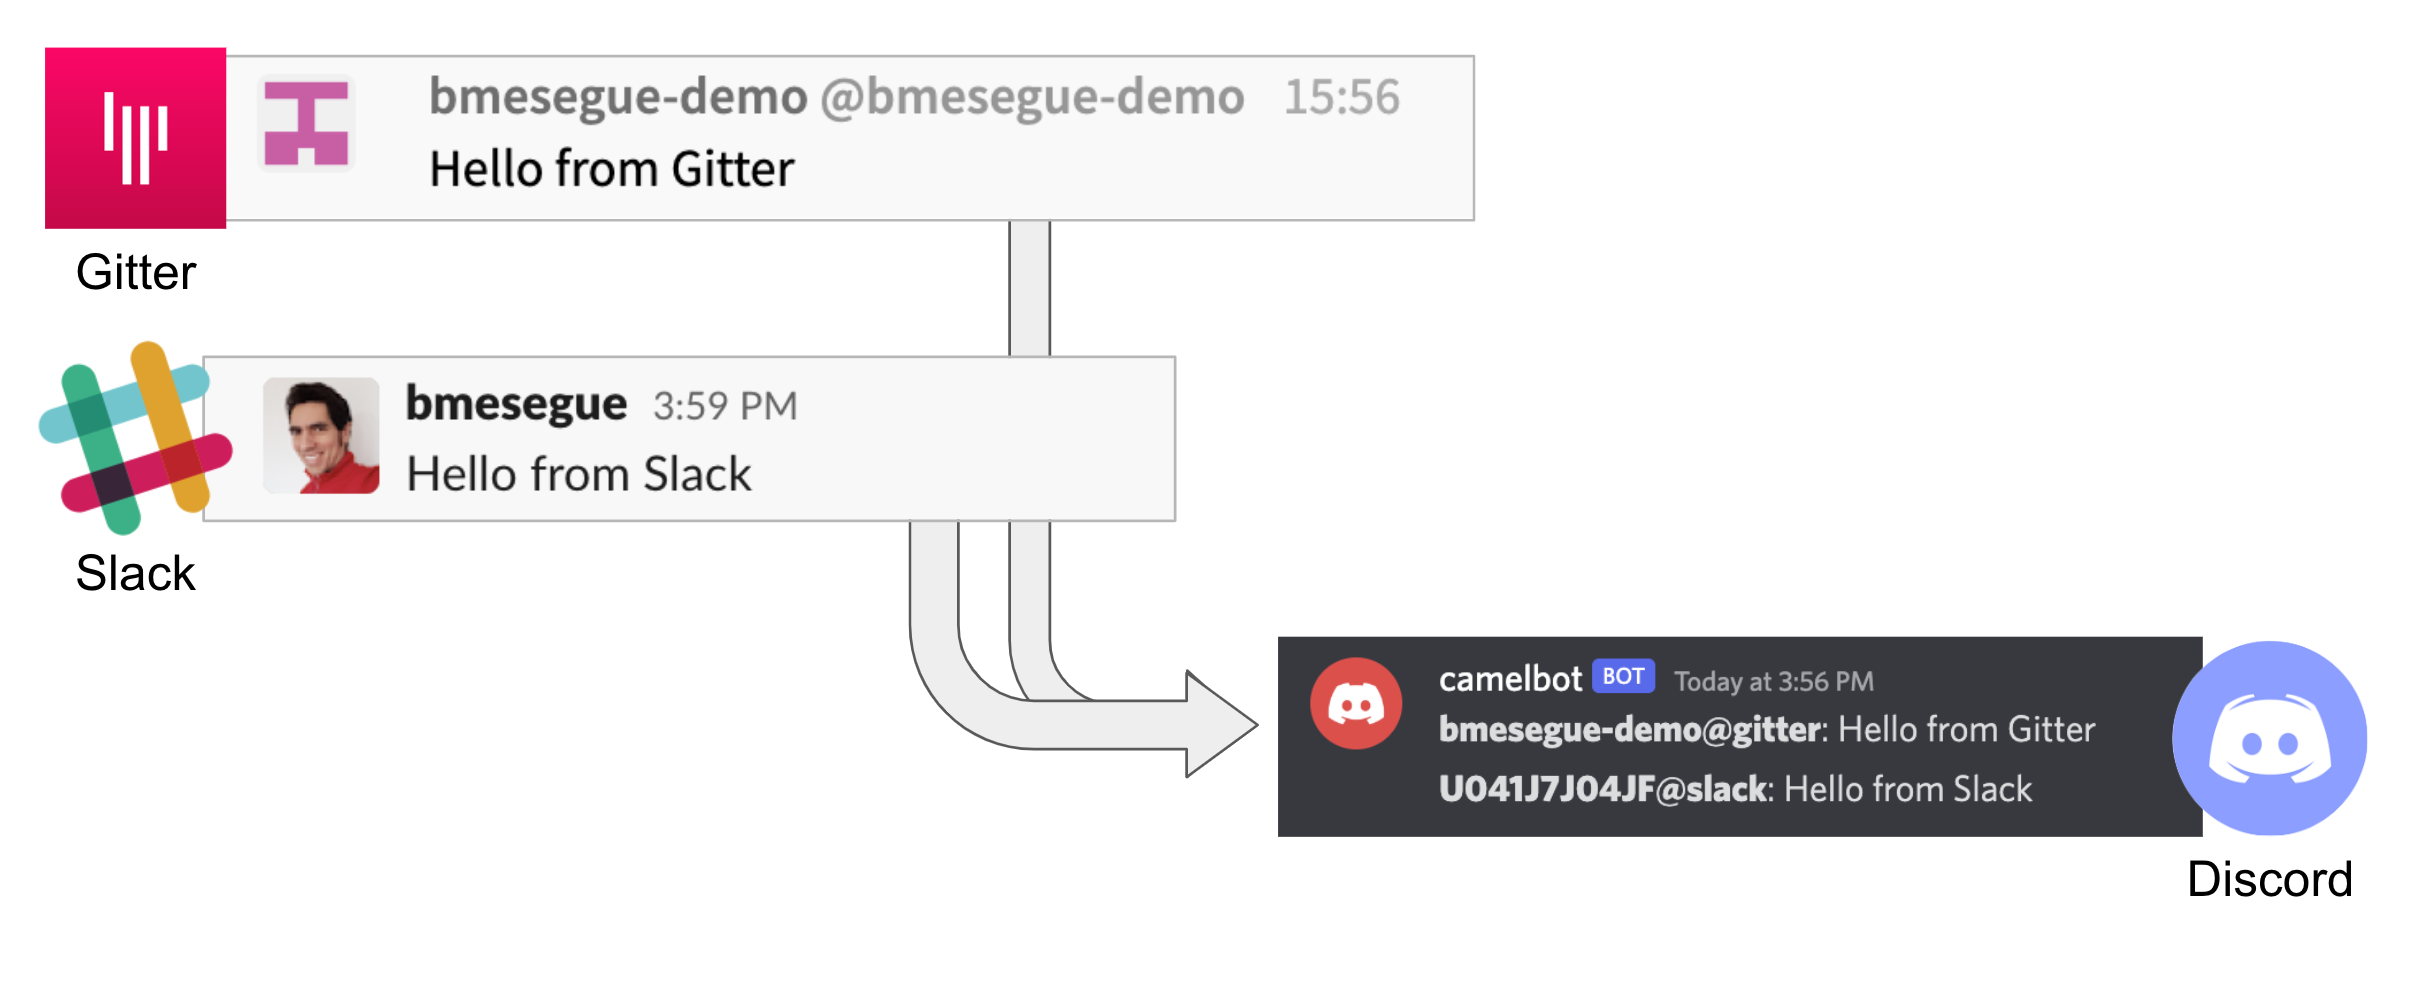 bmesegue-demo @bmesegue-demo 15:56
Hello from Gitter
Gitter
bmesegue 3:59 PM
Hello from Slack
Slack
camelbot BOT Today at 3:56 PM
bmesegue-demo@gitter: Hello from Gitter
U041J7J04JF@slack: Hello from Slack
Discord